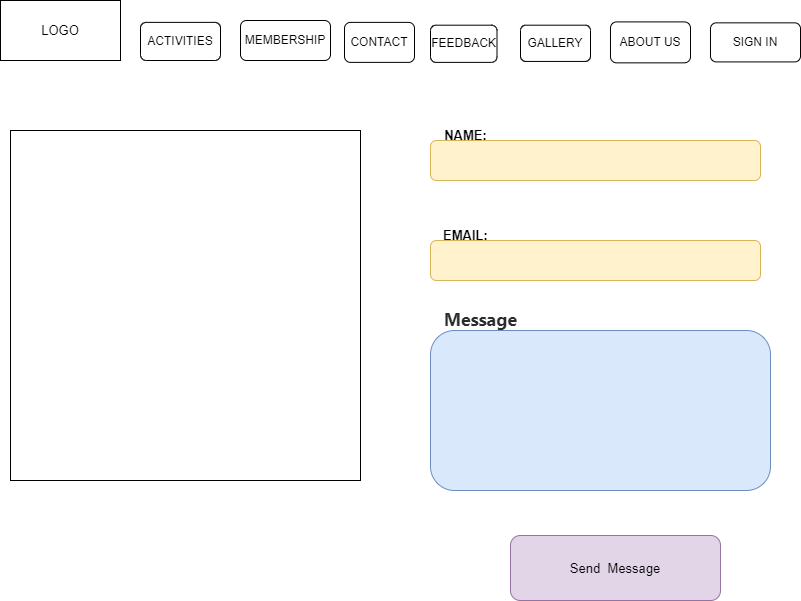 LOGO
ACTIVITIES
MEMBERSHIP
CONTACT
FEEDBACK
GALLERY
ABOUT US
SIGN IN
NAME:
EMAIL:
Message
Send  Message